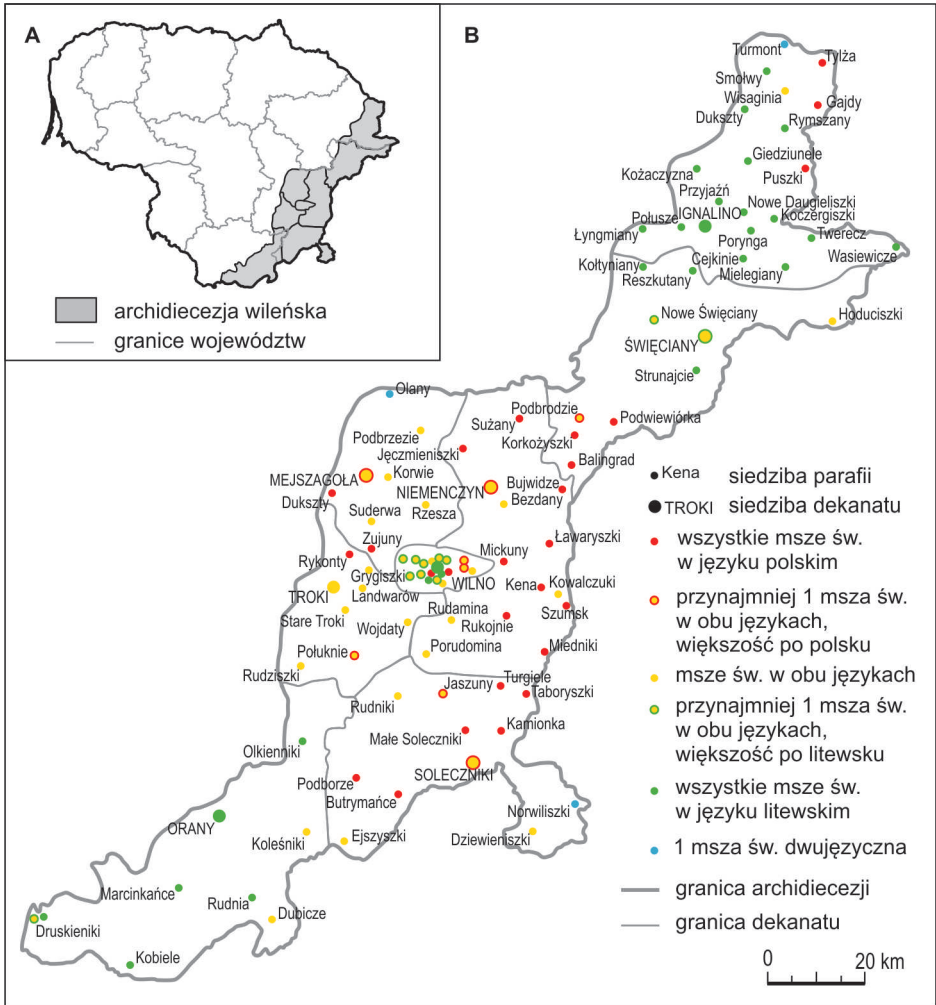 A
archidiecezja wileńska
granice województw
B
Turmont
Tylża
Smołwy
Wisaginia
Gajdy
Dukszty
Rymszany
Giedziunele
Kożaczyzna
Puszki
Przyjaźń
Nowe Daugieliszki
Połusze
IGNALINO
Koczergiszki
Łyngmiany
Porynga
Twerecz
Wasiewicze
Kołtyniany
Cejkinie
Reszkutany
Mielegiany
Nowe Święciany
Hoduciszki
ŚWIĘCIANY
Strunajcie
Olany
Podbrodzie
Sużany
Podwiewiórka
Podbrzezie
Korkożyszki
Jęczmieniszki
Balingrad
MEJSZAGOŁA
Korwie
Bujwidze
Dukszty
NIEMENCZYN
Bezdany
Suderwa
Rzesza
Zujuny
Ławaryszki
Rykonty
Mickuny
Grygiszki
WILNO
Kena
Kowalczuki
TROKI
Landwarów
Szumsk
Stare Troki
Rudamina
Wojdaty
Rukojnie
Połuknie
Porudomina
Miedniki
Rudziszki
Jaszuny
Turgiele
Taboryszki
Rudniki
Kamionka
Olkienniki
Małe Soleczniki
SOLECZNIKI
Podborze
Butrymańce
Norwiliszki
ORANY
Koleśniki
Ejszyszki
Dziewieniszki
Marcinkańce
Rudnia
Dubicze
Druskieniki
Kobiele
Kena
siedziba parafii
TROKI
siedziba dekanatu
wszystkie msze św.
w języku polskim
przynajmniej 1 msza św.
w obu językach,
większość po polsku
msze św. w obu językach
przynajmniej 1 msza św.
w obu językach,
większość po litewsku
wszystkie msze św.
w języku litewskim
1 msza św. dwujęzyczna
granica archidiecezji
granica dekanatu
0 20 km